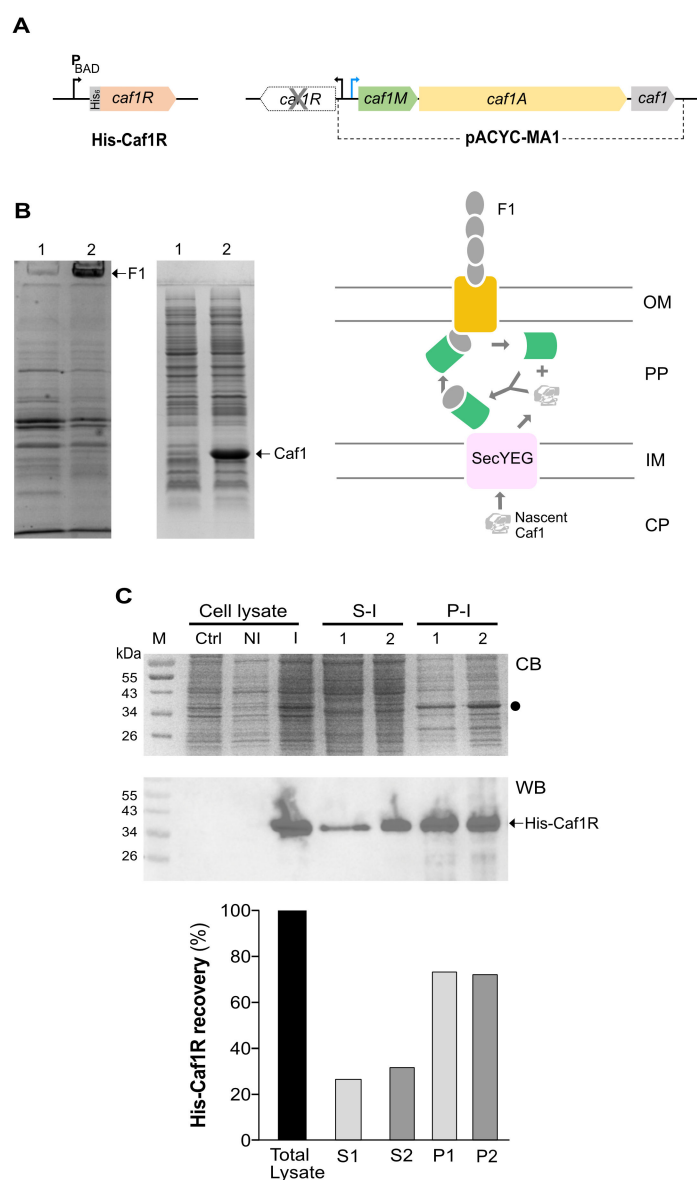 A
P
BAD
His6 caf1R
His-Caf1R
caf1R caf1M caf1A caf1
pACYC-MA1
B
1 2
F1
1 2
Caf1
F1
OM
PP
+
SecYEG
IM
Nascent
Caf1
CP
C
Cell lysate S-I P-I
M Ctrl NI I 1 2 1 2
kDa
CB
55
43
34
26
WB
55
43
34
26
His-Caf1R
His-Caf1R recovery (%)
100
80
60
40
20
0
Total
Lysate
S1 S2 P1 P2